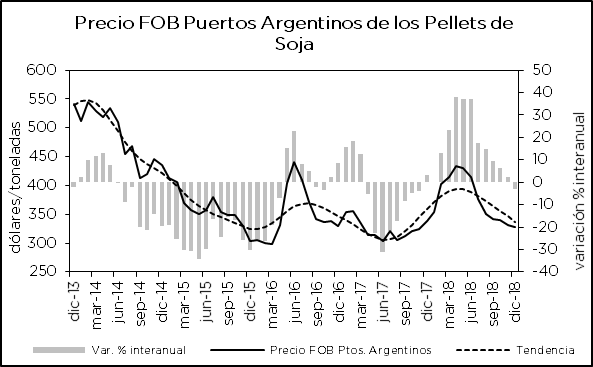 Precio FOB Puertos Argentinos de los Pellets de
Soja
dólares/toneladas
600
550
500
450
400
350
300
250
variación % interanual
50
40
30
20
10
0
-10
-20
-30
-40
dic-13
mar-14
jun-14
sep-14
dic-14
mar-15
jun-15
sep-15
dic-15
mar-16
jun-16
sep-16
dic-16
mar-17
jun-17
sep-17
dic-17
mar-18
jun-18
sep-18
dic-18
Var. % interanual
Precio FOB Ptos. Argentinos
Tendencia